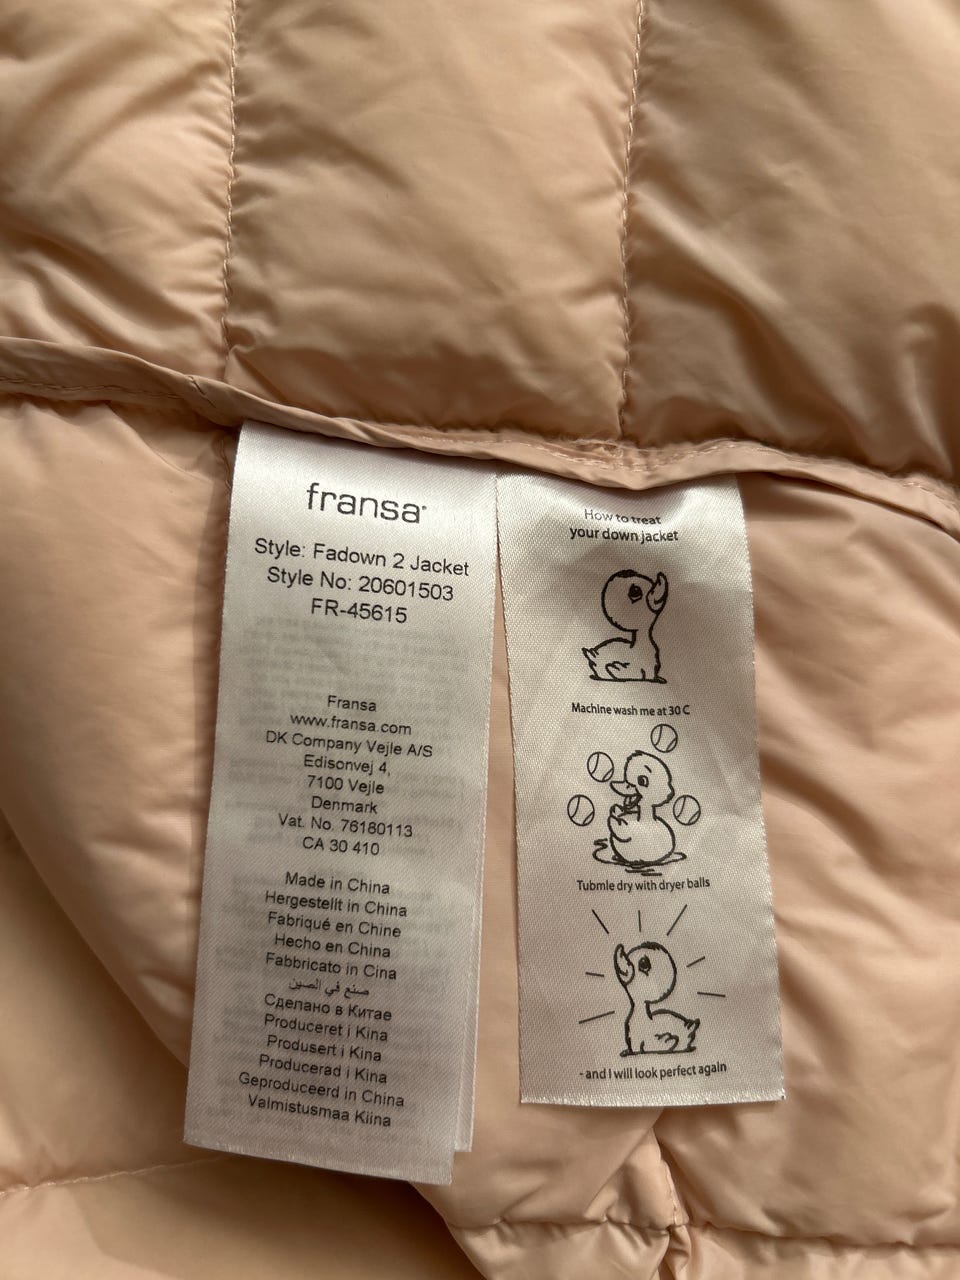 fransa
Style: Fadown 2 Jacket
Style No: 20601503
FR-45615
Fransa
www.fransa.com
DK Company Vejle A/S
Edisonvej 4,
7100 Vejle
Denmark
Vat. No. 76180113
CA 30 410
Made in China
Hergestellt in China
Fabriqué en Chine
Hecho en China
Fabbricato in Cina
صنع في الصين
Сделано в Китае
Produceret i Kina
Produsert i Kina
Producerad i Kina
Geproduceerd in China
Valmistusmaa Kiina
How to treat
your down jacket
Machine wash me at 30 C
Tubmle dry with dryer balls
- and I will look perfect again